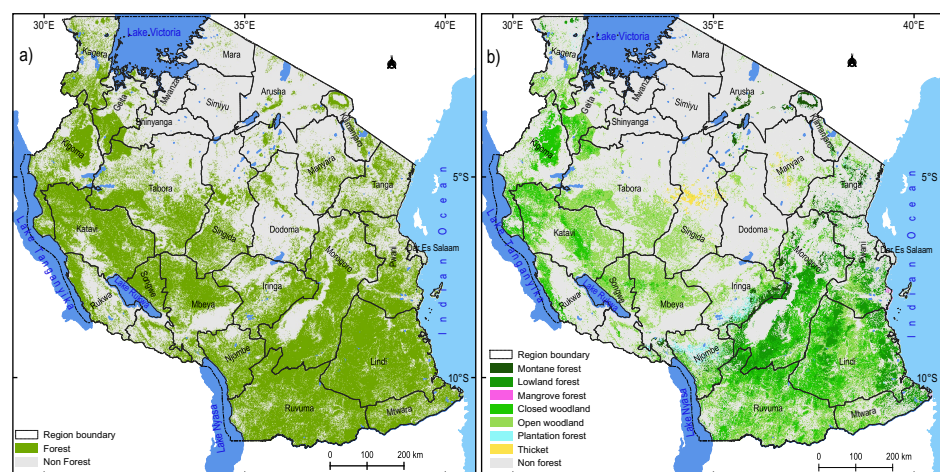 30°E 35°E 40°E
a)
Lake Victoria
Kagera
Mara
Geita
Mwanza
Simiyu
Arusha
Shinyanga
Kilimanjaro
Kigoma
Manyara
Tabora
Tanga
5°S
Katavi
Singida
Dodoma
Dar Es Salaam
Morogoro
Pwani
Lake Tanganyika
Rukwa
Lake Rukwa
Songwe
Mbeya
Iringa
Njombe
Lindi
10°S
Ruvuma
Mtwara
Lake Nyasa
Indian Ocean
Region boundary
Forest
Non Forest
0 100 200 km
30°E 35°E 40°E
b)
Lake Victoria
Kagera
Mara
Geita
Mwanza
Simiyu
Arusha
Shinyanga
Kilimanjaro
Kigoma
Manyara
Tabora
Tanga
5°S
Katavi
Singida
Dodoma
Dar Es Salaam
Morogoro
Pwani
Lake Tanganyika
Rukwa
Lake Rukwa
Songwe
Mbeya
Iringa
Njombe
Lindi
10°S
Ruvuma
Mtwara
Lake Nyasa
Indian Ocean
Region boundary
Montane forest
Lowland forest
Mangrove forest
Closed woodland
Open woodland
Plantation forest
Thicket
Non forest
0 100 200 km